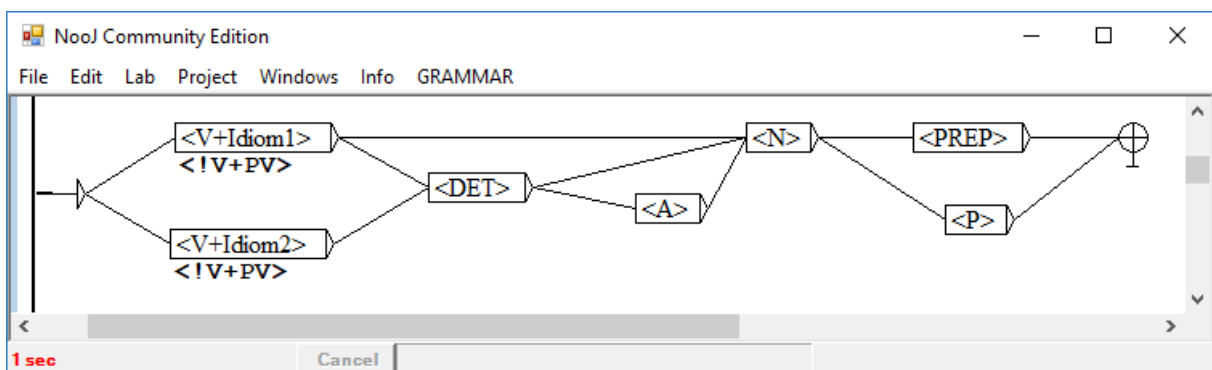 NooJ Community Edition
File Edit Lab Project Windows Info GRAMMAR
<V+Idiom1>
<!V+PV>
<N>
<PREP>
<DET>
<A>
<P>
<V+Idiom2>
<!V+PV>
1 sec
Cancel